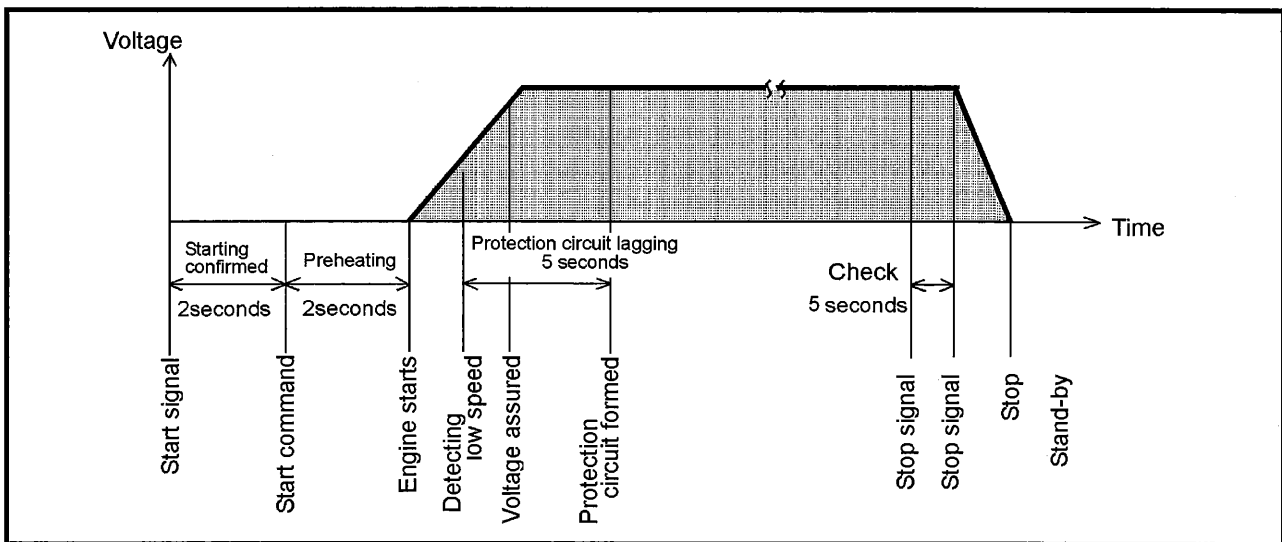 Voltage
Time
Starting
confirmed
2seconds
Preheating
2seconds
Protection circuit lagging
5 seconds
Check
5 seconds
Start signal
Start command
Engine starts
Detecting
low speed
Voltage assured
Protection
circuit formed
Stop signal
Stop signal
Stop
Stand-by